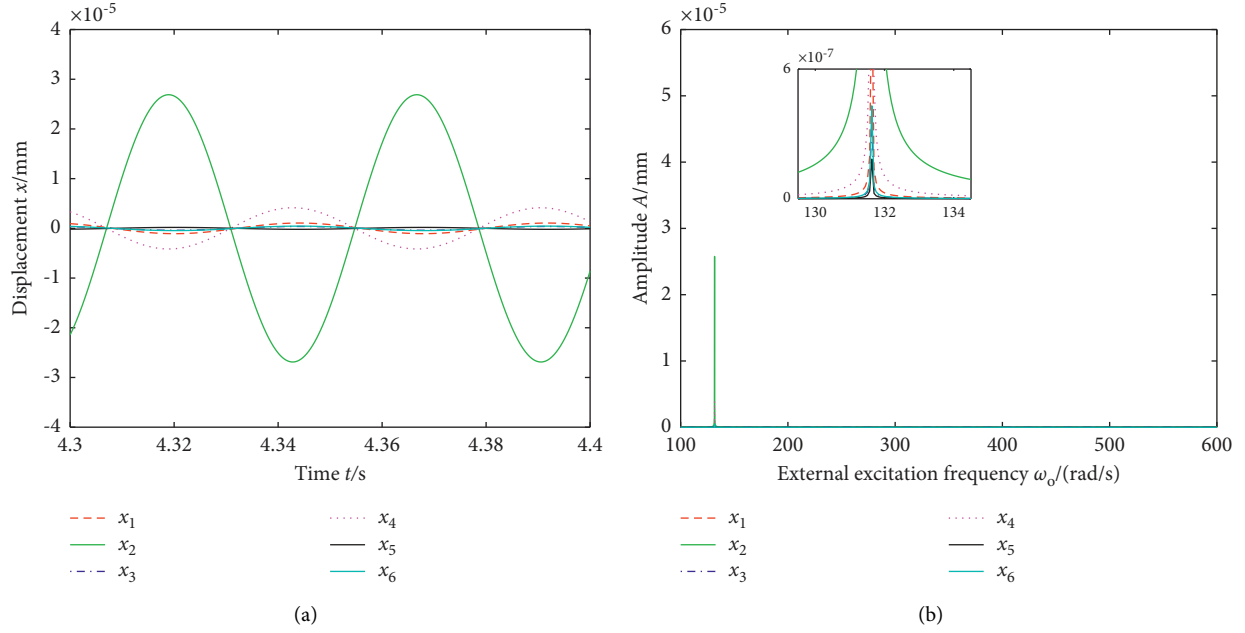 ×10-5
4
3
2
1
0
-1
-2
-3
-4
Displacement x/mm
4.3 4.32 4.34 4.36 4.38 4.4
Time t/s
x1 x4
x2 x5
x3 x6
(a)
×10-5
6
5
4
3
2
1
0
Amplitude A/mm
×10-7
6
0
130 132 134
100 200 300 400 500 600
External excitation frequency ωo/(rad/s)
x1 x4
x2 x5
x3 x6
(b)